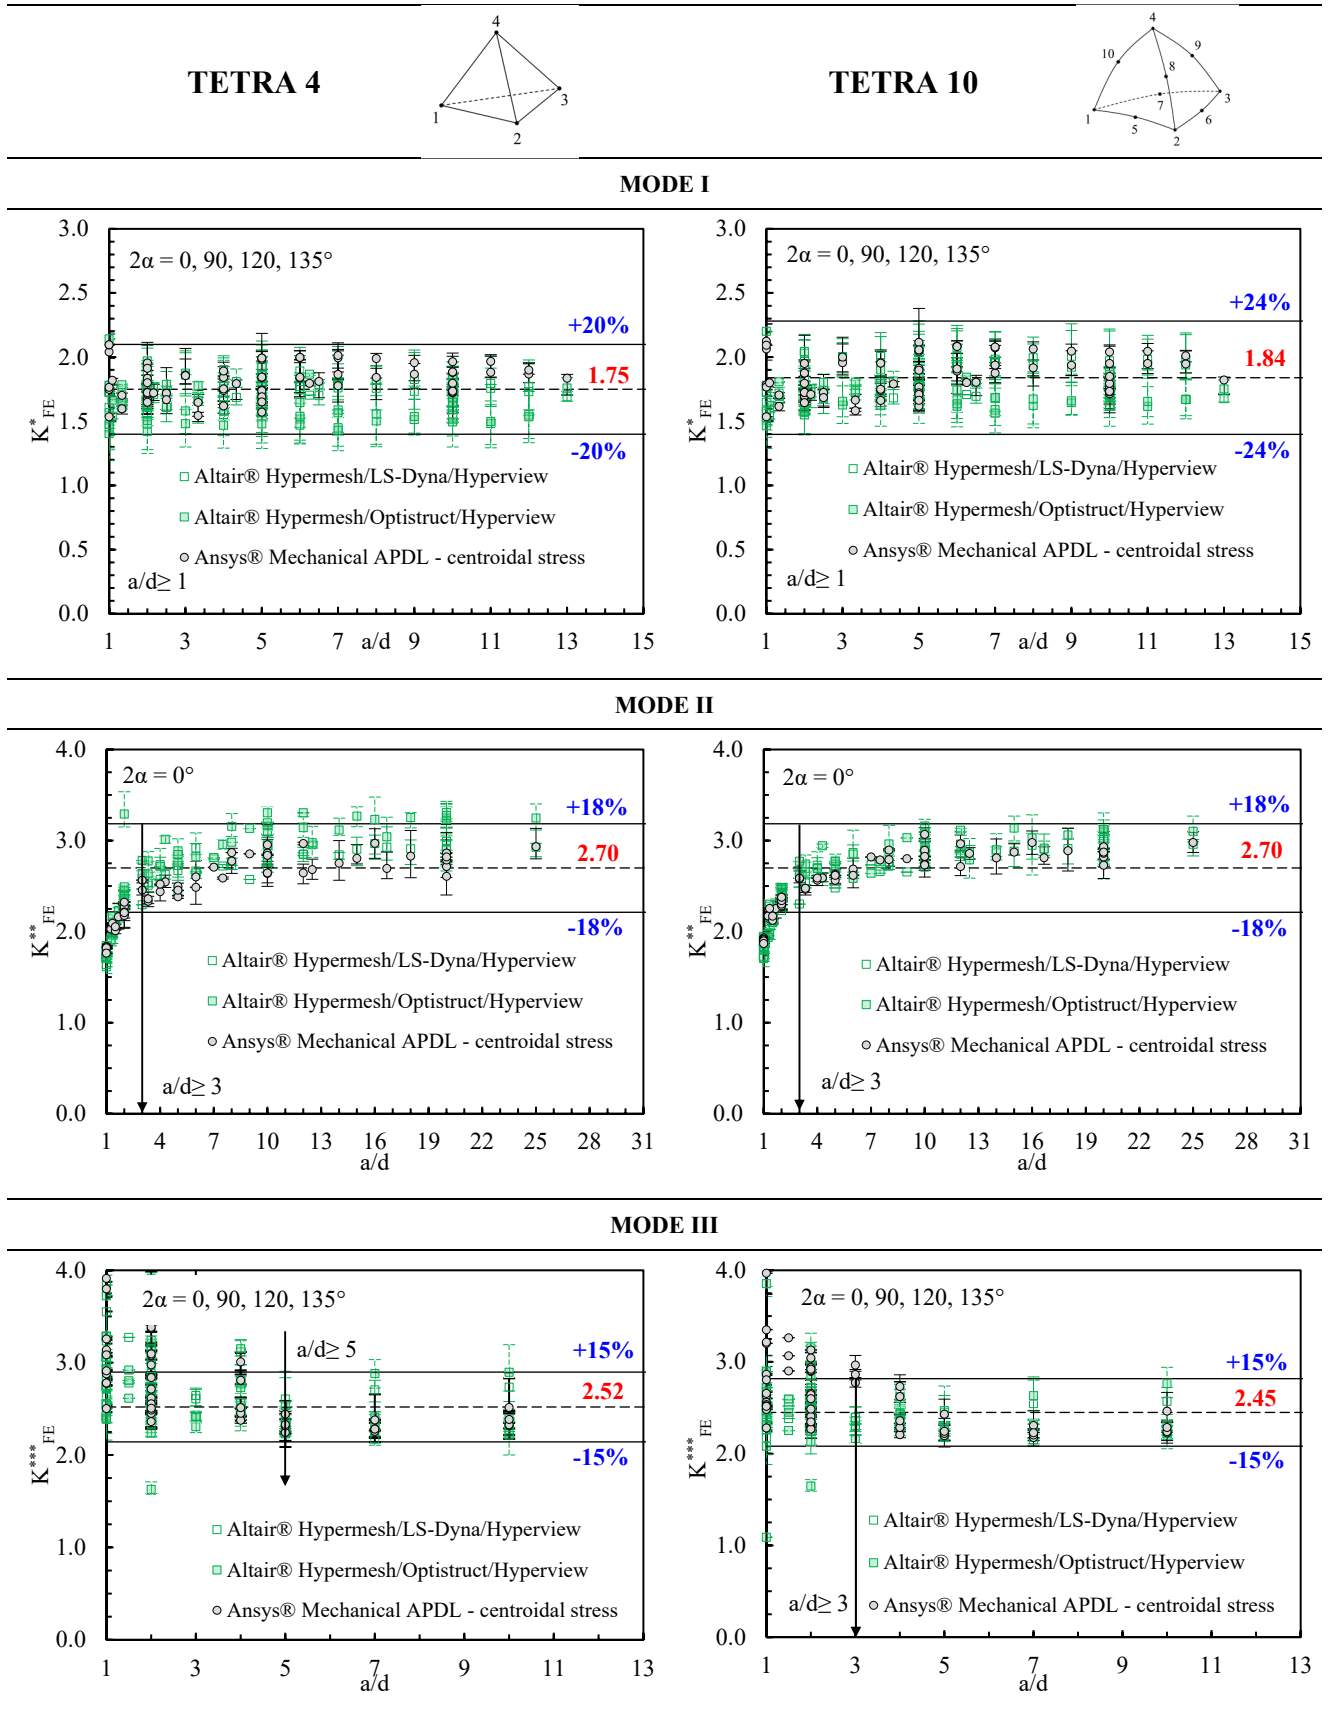 TETRA 4
4
1
2
3
TETRA 10
4
10
9
8
7
3
1
5
6
2
MODE I
3.0
2.5
2.0
1.5
1.0
0.5
0.0
K*FE
2α = 0, 90, 120, 135°
+20%
1.75
-20%
Altair® Hypermesh/LS-Dyna/Hyperview
Altair® Hypermesh/Optistruct/Hyperview
Ansys® Mechanical APDL - centroidal stress
a/d≥ 1
1 3 5 7 a/d 9 11 13 15
3.0
2.5
2.0
1.5
1.0
0.5
0.0
K*FE
2α = 0, 90, 120, 135°
+24%
1.84
-24%
Altair® Hypermesh/LS-Dyna/Hyperview
Altair® Hypermesh/Optistruct/Hyperview
Ansys® Mechanical APDL - centroidal stress
a/d≥ 1
1 3 5 7 a/d 9 11 13 15
MODE II
4.0
3.0
2.0
1.0
0.0
K**FE
2α = 0°
+18%
2.70
-18%
Altair® Hypermesh/LS-Dyna/Hyperview
Altair® Hypermesh/Optistruct/Hyperview
Ansys® Mechanical APDL - centroidal stress
a/d≥ 3
1 4 7 10 13 16 19 22 25 28 31
a/d
4.0
3.0
2.0
1.0
0.0
K**FE
2α = 0°
+18%
2.70
-18%
Altair® Hypermesh/LS-Dyna/Hyperview
Altair® Hypermesh/Optistruct/Hyperview
Ansys® Mechanical APDL - centroidal stress
a/d≥ 3
1 4 7 10 13 16 19 22 25 28 31
a/d
MODE III
4.0
3.0
2.0
1.0
0.0
K***FE
2α = 0, 90, 120, 135°
a/d≥ 5
+15%
2.52
-15%
Altair® Hypermesh/LS-Dyna/Hyperview
Altair® Hypermesh/Optistruct/Hyperview
Ansys® Mechanical APDL - centroidal stress
1 3 5 7 9 11 13
a/d
4.0
3.0
2.0
1.0
0.0
K***FE
2α = 0, 90, 120, 135°
+15%
2.45
-15%
Altair® Hypermesh/LS-Dyna/Hyperview
Altair® Hypermesh/Optistruct/Hyperview
Ansys® Mechanical APDL - centroidal stress
a/d≥ 3
1 3 5 7 9 11 13
a/d